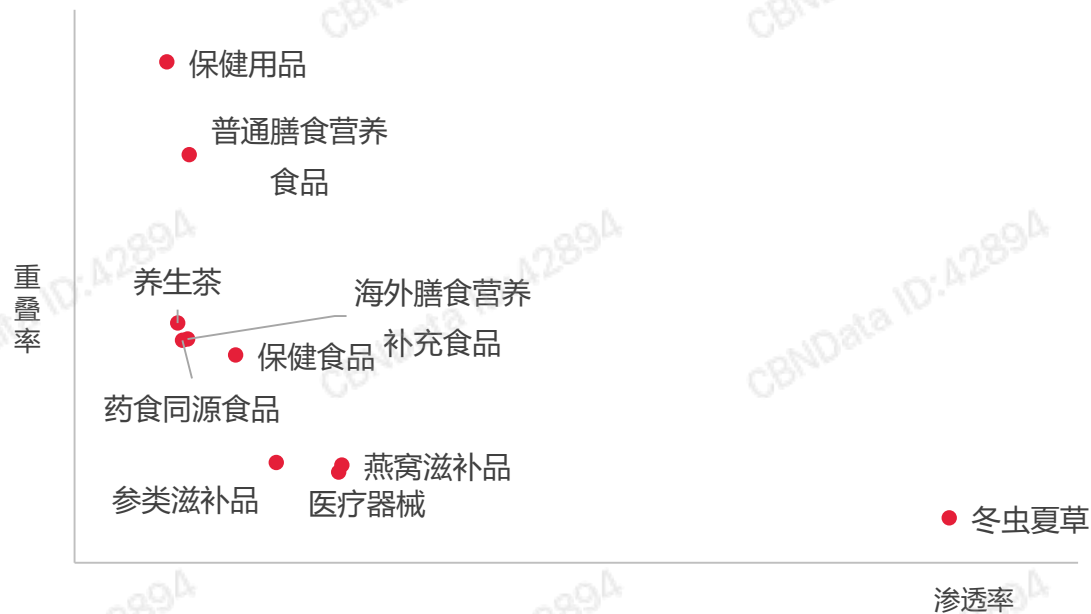 保健用品
普通膳食营养
食品
养生茶
海外膳食营养
补充食品
保健食品
药食同源食品
燕窝滋补品
参类滋补品
医疗器械
冬虫夏草
重叠率
渗透率
CBNData ID:42894